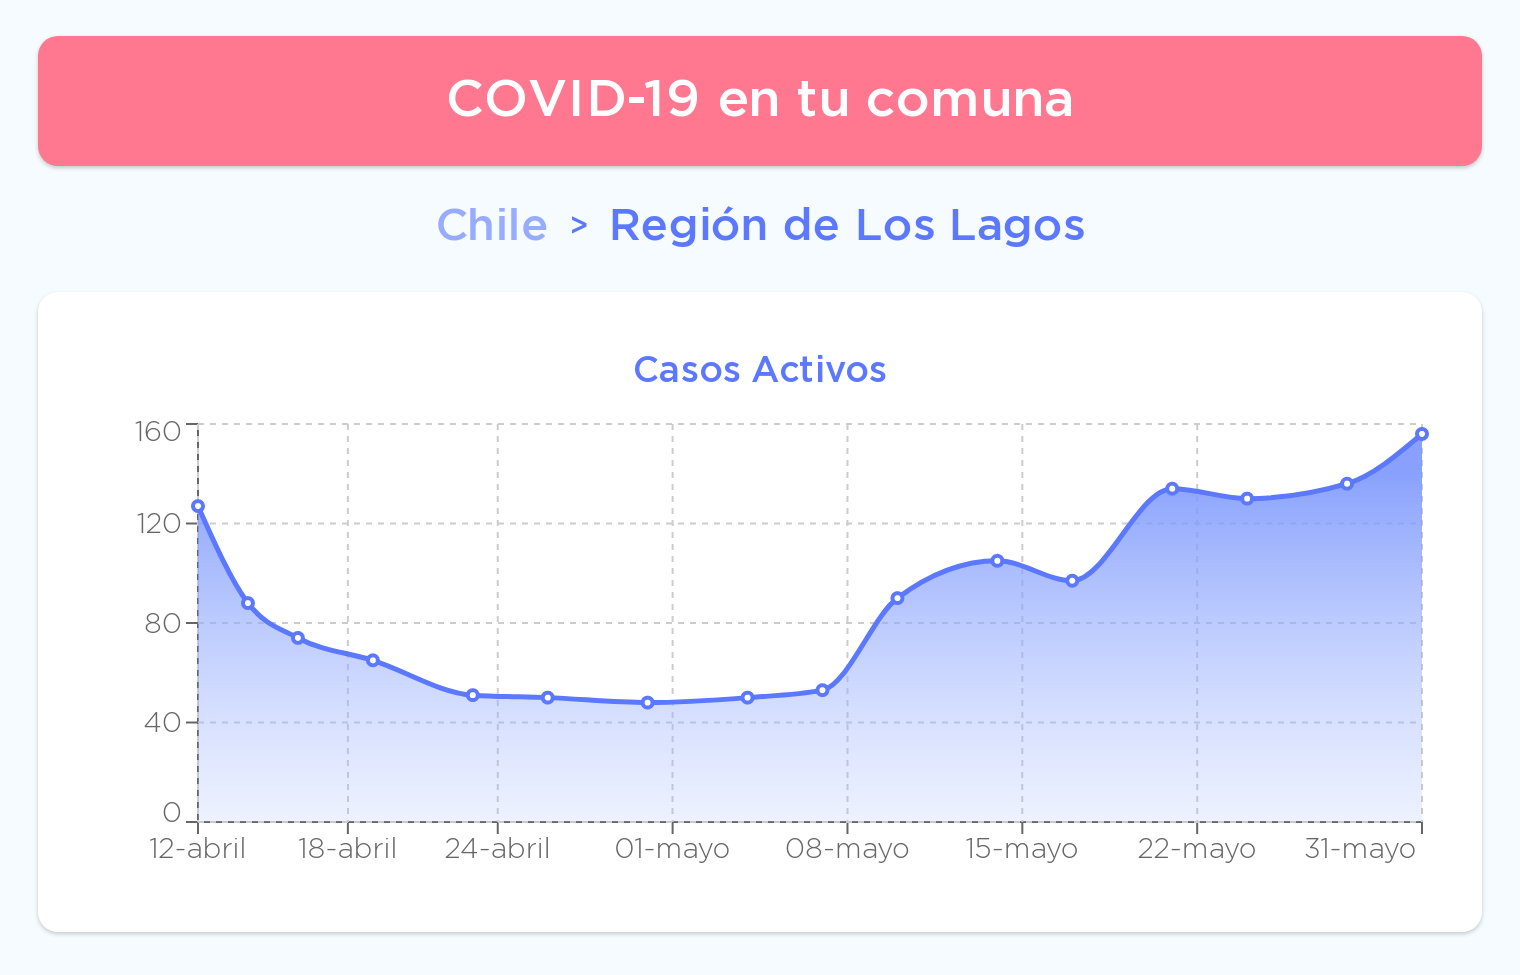 COVID-19 en tu comuna
Chile > Región de Los Lagos
Casos Activos
160
120
80
40
0
12-abril 18-abril 24-abril 01-mayo 08-mayo 15-mayo 22-mayo 31-mayo